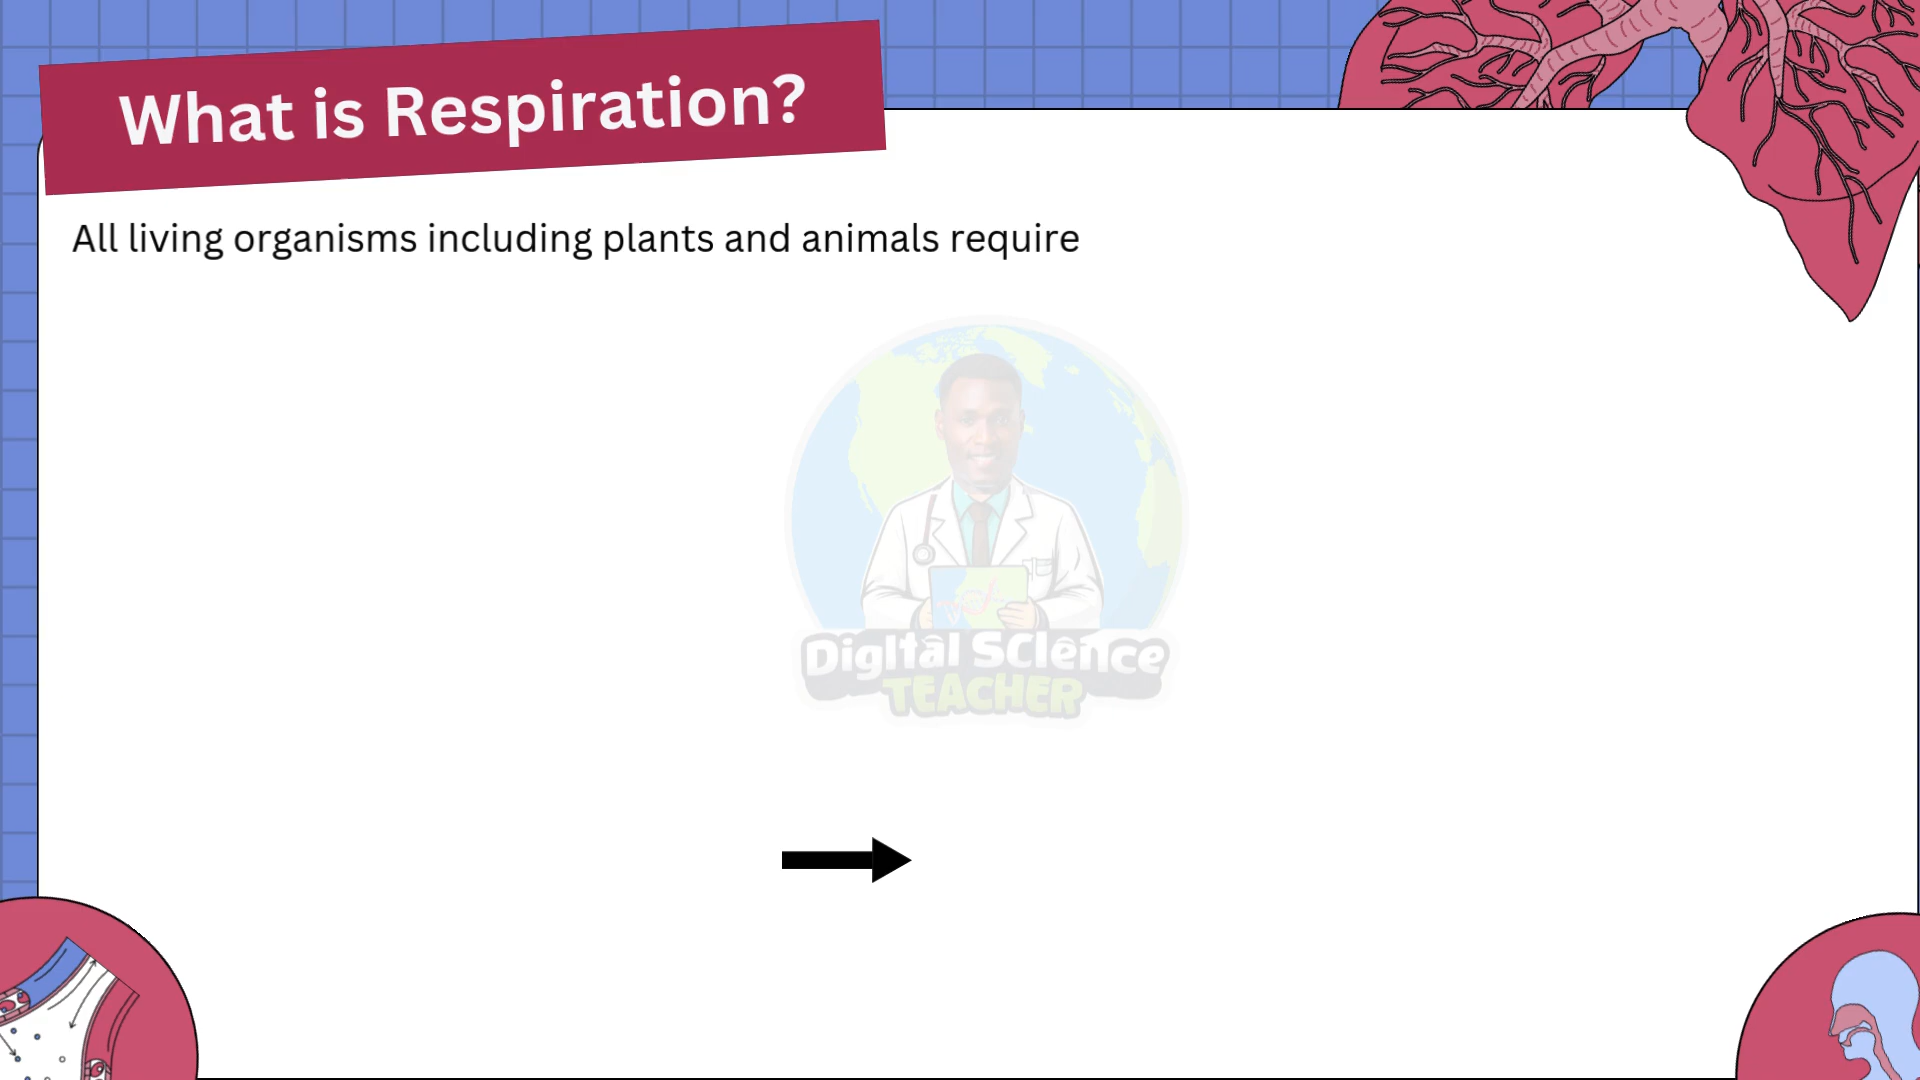 What is Respiration?
All living organisms including plants and animals require
Digital Science
TEACHER